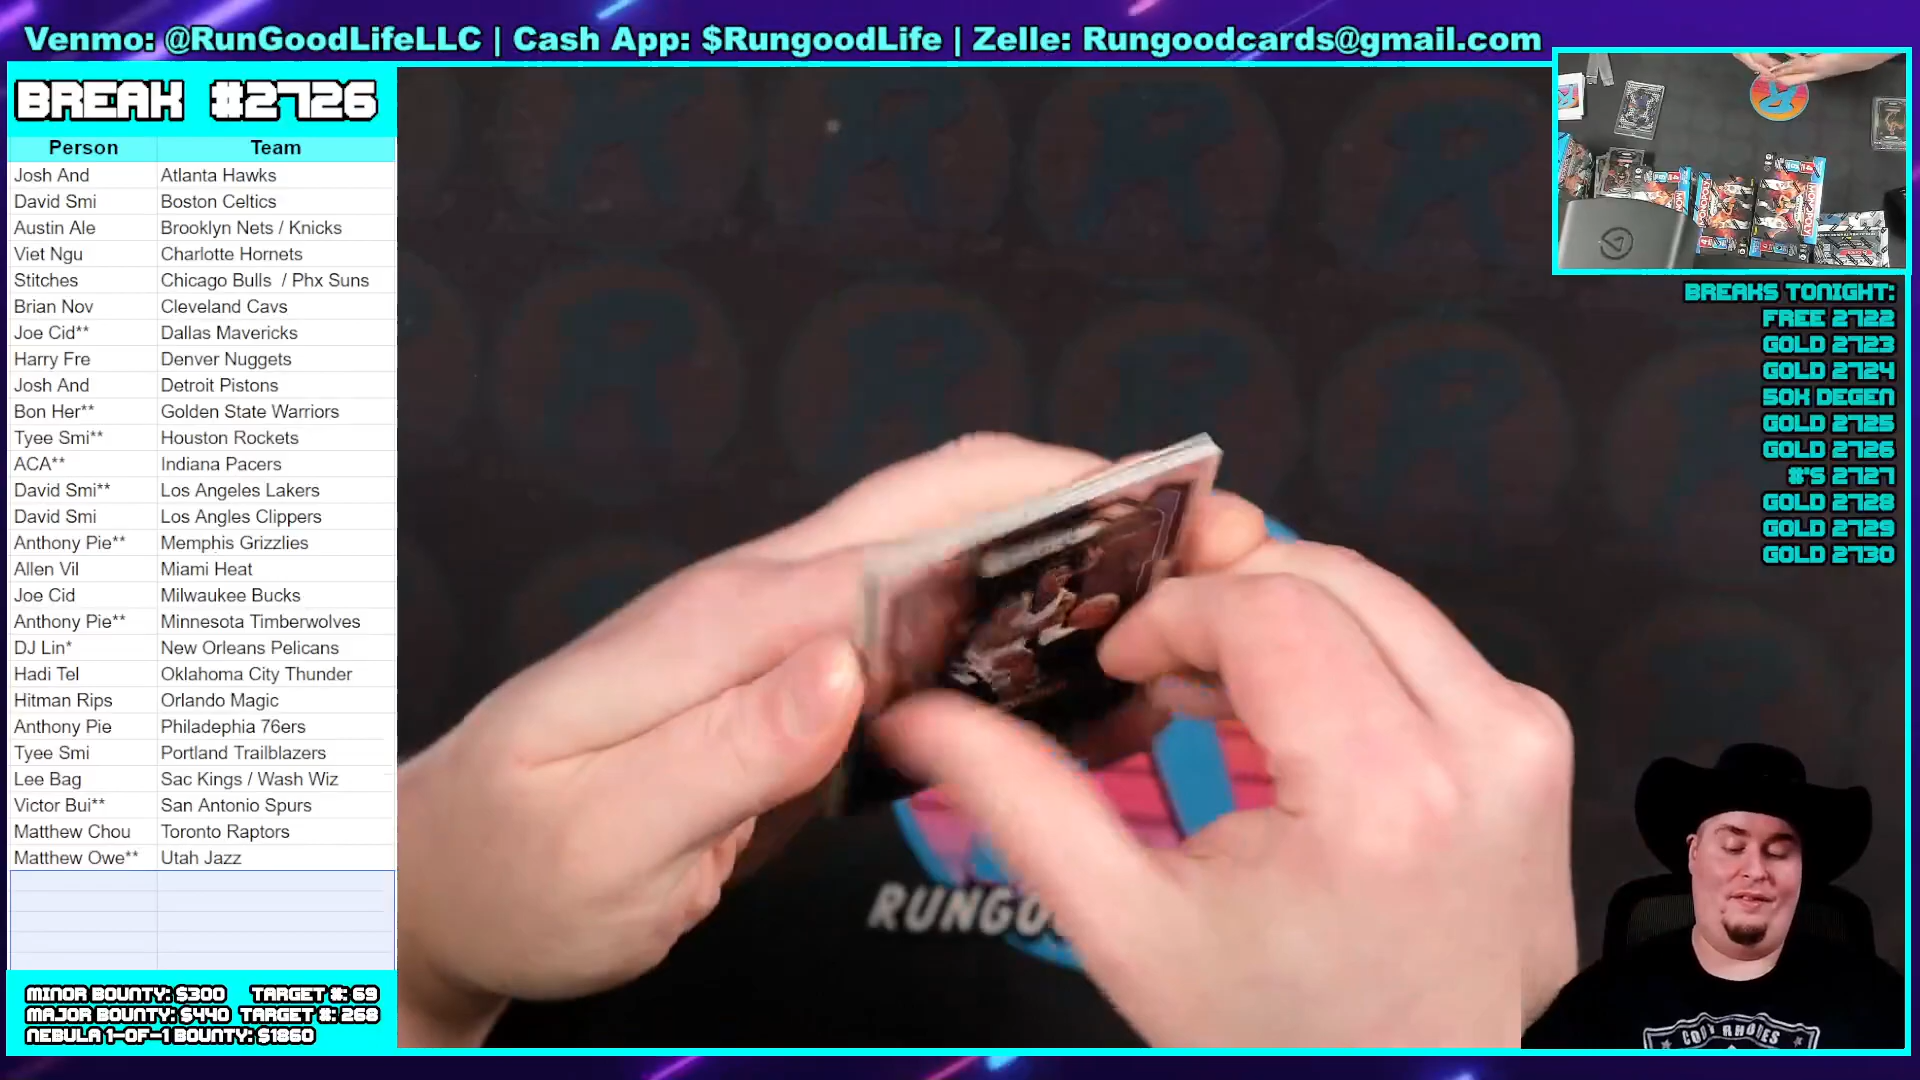 Venmo: @RunGoodLifeLLC | Cash App: $RungoodLife | Zelle: Rungoodcards@gmail.com
BREAK #2726
Person Team
Josh And Atlanta Hawks
David Smi Boston Celtics
Austin Ale Brooklyn Nets / Knicks
Viet Ngu Charlotte Hornets
Stitches Chicago Bulls / Phx Suns
Brian Nov Cleveland Cavs
Joe Cid** Dallas Mavericks
Harry Fre Denver Nuggets
Josh And Detroit Pistons
Bon Her** Golden State Warriors
Tyee Smi** Houston Rockets
ACA** Indiana Pacers
David Smi** Los Angeles Lakers
David Smi Los Angles Clippers
Anthony Pie** Memphis Grizzlies
Allen Vil Miami Heat
Joe Cid Milwaukee Bucks
Anthony Pie** Minnesota Timberwolves
DJ Lin* New Orleans Pelicans
Hadi Tel Oklahoma City Thunder
Hitman Rips Orlando Magic
Anthony Pie Philadephia 76ers
Tyee Smi Portland Trailblazers
Lee Bag Sac Kings / Wash Wiz
Victor Bui** San Antonio Spurs
Matthew Chou Toronto Raptors
Matthew Owe** Utah Jazz
MINOR BOUNTY: $300 TARGET #: 69
MAJOR BOUNTY: $440 TARGET #: 268
NEBULA 1-OF-1 BOUNTY: $1860
MONOPOLY
MONOPOLY
BREAKS TONIGHT:
FREE 2722
GOLD 2723
GOLD 2724
50K DEGEN
GOLD 2725
GOLD 2726
#'S 2727
GOLD 2728
GOLD 2729
GOLD 2730
RUNGO
CODY RHODES